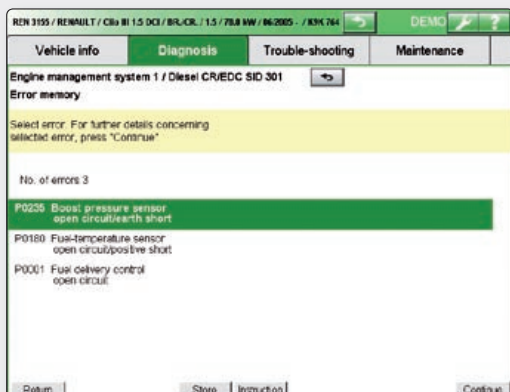 REN 3155 / RENAULT / Clio III 1.5 DCI / BR./CR. / 1.5 / 78.0 kW / 06.2005 - / K9K 764
DEMO ?
Vehicle info Diagnosis Trouble-shooting Maintenance
Engine management system 1 / Diesel CR/EDC SID 301
Error memory
Select error. For further details concerning
selected error, press "Continue"
No. of errors 3
P0235 Boost pressure sensor
open circuit/earth short
P0180 Fuel-temperature sensor
open circuit/positive short
P0001 Fuel delivery control
open circuit
Return Store Instruction Continue